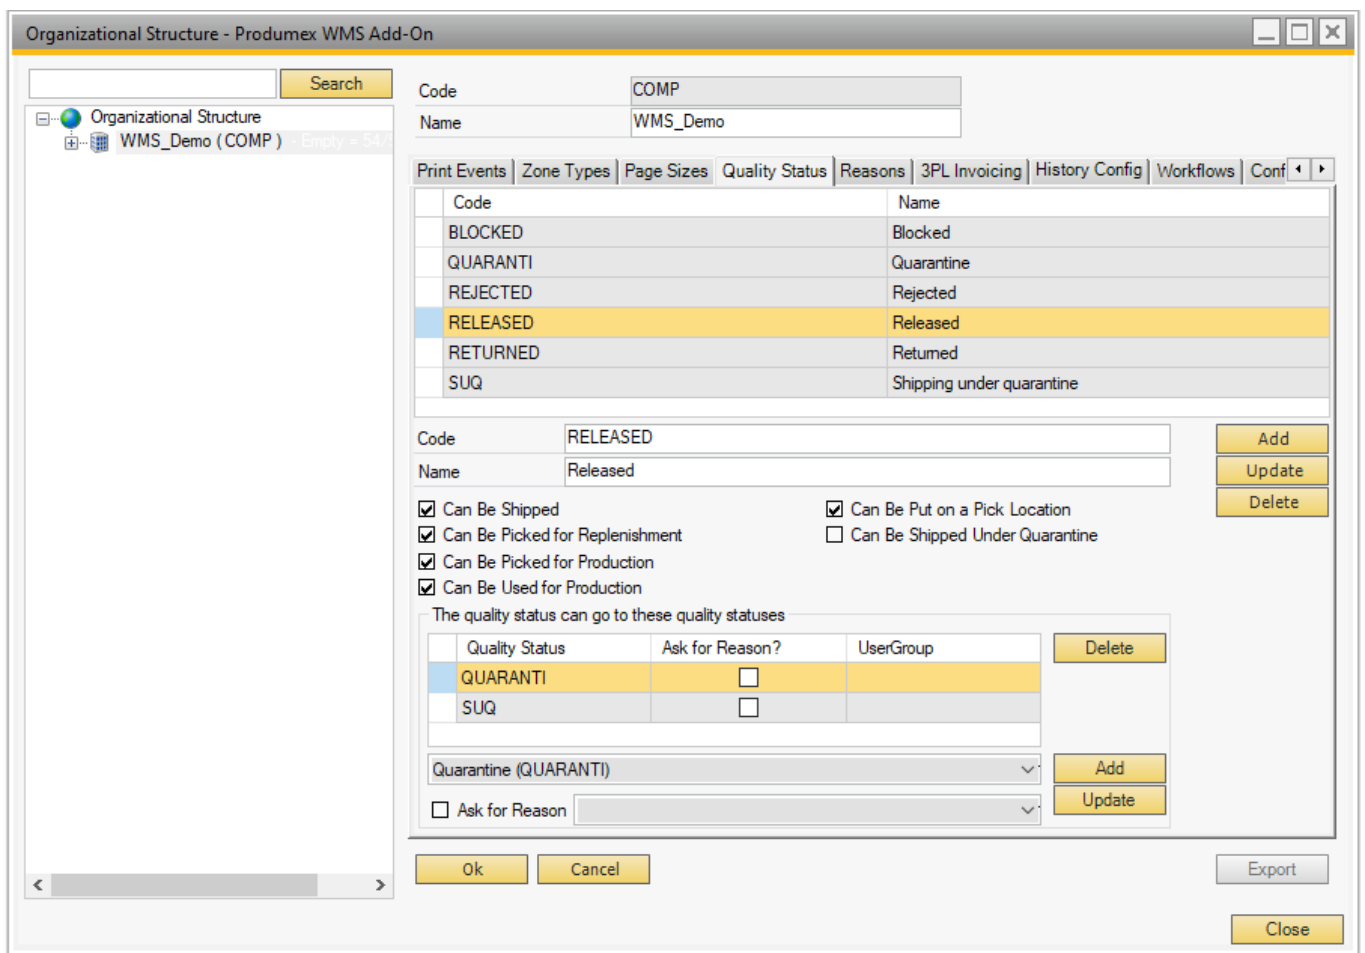 Organizational Structure - Produmex WMS Add-On
Search
Organizational Structure
WMS_Demo ( COMP ) - Empty = 54/
Code COMP
Name WMS_Demo
Print Events Zone Types Page Sizes Quality Status Reasons 3PL Invoicing History Config Workflows Conf
Code Name
BLOCKED Blocked
QUARANTI Quarantine
REJECTED Rejected
RELEASED Released
RETURNED Returned
SUQ Shipping under quarantine
Code RELEASED Add
Name Released Update
Delete
Can Be Shipped Can Be Put on a Pick Location
Can Be Picked for Replenishment Can Be Shipped Under Quarantine
Can Be Picked for Production
Can Be Used for Production
The quality status can go to these quality statuses
Quality Status Ask for Reason? UserGroup Delete
QUARANTI
SUQ
Quarantine (QUARANTI) Add
Ask for Reason Update
Ok Cancel Export
Close